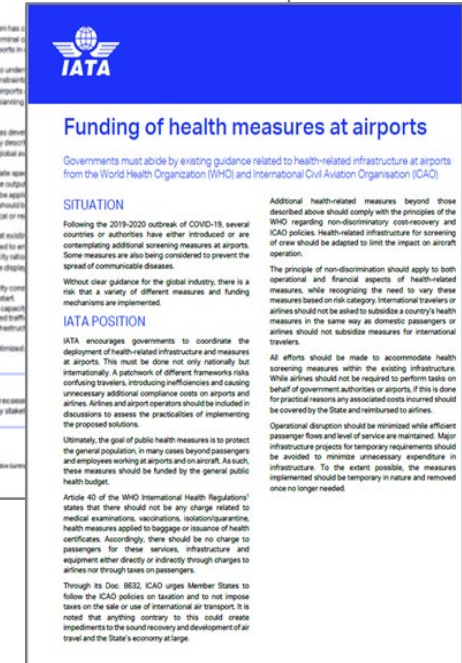 IATA
Funding of health measures at airports
Governments must abide by existing guidance related to health-related infrastructure at airports
from the World Health Organization (WHO) and International Civil Aviation Organisation (ICAO)
SITUATION
Following the 2019-2020 outbreak of COVID-19, several
countries or authorities have either introduced or are
contemplating additional screening measures at airports.
Some measures are also being considered to prevent the
spread of communicable diseases.
Without clear guidance for the global industry, there is a
risk that a variety of different measures and funding
mechanisms are implemented.
IATA POSITION
IATA encourages governments to coordinate the
deployment of health-related infrastructure and measures
at airports. This must be done not only nationally but
internationally. A patchwork of different frameworks risks
confusing travelers, introducing inefficiencies and causing
unnecessary additional compliance costs on airports and
airlines. Airlines and airport operators should be included in
discussions to assess the practicalities of implementing
the proposed solutions.
Ultimately, the goal of public health measures is to protect
the general population, in many cases beyond passengers
and employees working at airports and on aircraft. As such,
these measures should be funded by the general public
health budget.
Article 40 of the WHO International Health Regulations¹
states that there should not be any charge related to
medical examinations, vaccinations, isolation/quarantine,
health measures applied to baggage or issuance of health
certificates. Accordingly, there should be no charge to
passengers for these services, infrastructure and
equipment either directly or indirectly through charges to
airlines nor through taxes on passengers.
Through its Doc. 8632, ICAO urges Member States to
follow the ICAO policies on taxation and to not impose
taxes on the sale or use of international air transport. It is
noted that anything contrary to this could create
impediments to the sound recovery and development of air
travel and the State's economy at large.
Additional health-related measures beyond those
described above should comply with the principles of the
WHO regarding non-discriminatory cost-recovery and
ICAO policies. Health-related infrastructure for screening
of crew should be adapted to limit the impact on aircraft
operation.
The principle of non-discrimination should apply to both
operational and financial aspects of health-related
measures, while recognizing the need to vary these
measures based on risk category. International travelers or
airlines should not be asked to subsidize a country's health
measures in the same way as domestic passengers or
airlines should not subsidize measures for international
travelers.
All efforts should be made to accommodate health
screening measures within the existing infrastructure.
While airlines should not be required to perform tasks on
behalf of government authorities or airports, if this is done
for practical reasons any associated costs incurred should
be covered by the State and reimbursed to airlines.
Operational disruption should be minimized while efficient
passenger flows and level of service are maintained. Major
infrastructure projects for temporary requirements should
be avoided to minimize unnecessary expenditure in
infrastructure. To the extent possible, the measures
implemented should be temporary in nature and removed
once no longer needed.